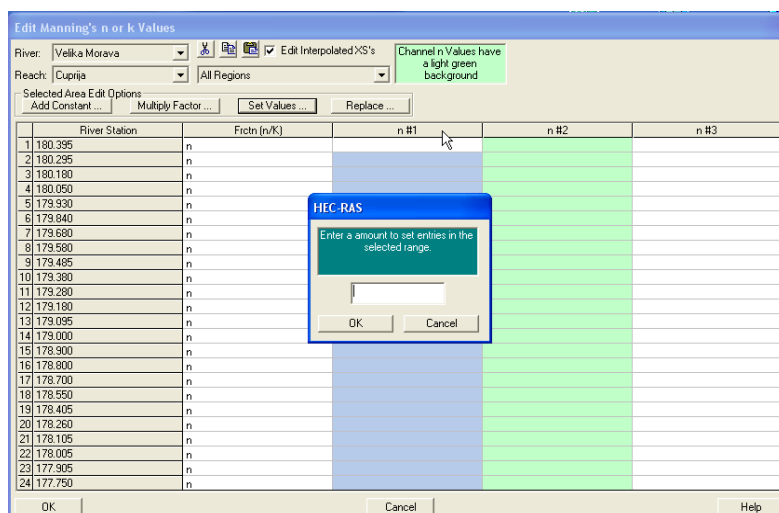 Edit Manning's n or k Values
River: Velika Morava Edit Interpolated XS's Channel n Values have a light green background
Reach: Cuprija All Regions
Selected Area Edit Options
Add Constant ... Multiply Factor ... Set Values ... Replace ...
River Station Frctn (n/K) n #1 n #2 n #3
1 180.395 n
2 180.295 n
3 180.180 n
4 180.050 n
5 179.930 n
6 179.840 n
7 179.680 n
8 179.580 n
9 179.485 n
10 179.380 n
11 179.280 n
12 179.180 n
13 179.095 n
14 179.000 n
15 178.900 n
16 178.800 n
17 178.700 n
18 178.550 n
19 178.405 n
20 178.260 n
21 178.105 n
22 178.005 n
23 177.905 n
24 177.750 n
HEC-RAS
Enter a amount to set entries in the
selected range.
OK Cancel
OK Cancel Help